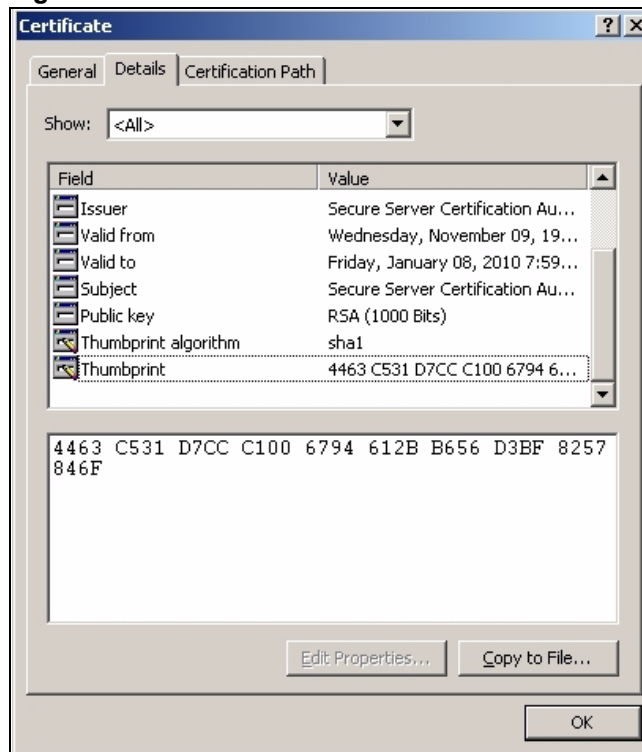 Certificate
General Details Certification Path
Show: <All>
Field Value
Issuer Secure Server Certification Au...
Valid from Wednesday, November 09, 19...
Valid to Friday, January 08, 2010 7:59...
Subject Secure Server Certification Au...
Public key RSA (1000 Bits)
Thumbprint algorithm sha1
Thumbprint 4463 C531 D7CC C100 6794 6...
4463 C531 D7CC C100 6794 612B B656 D3BF 8257
846F
Edit Properties... Copy to File...
OK